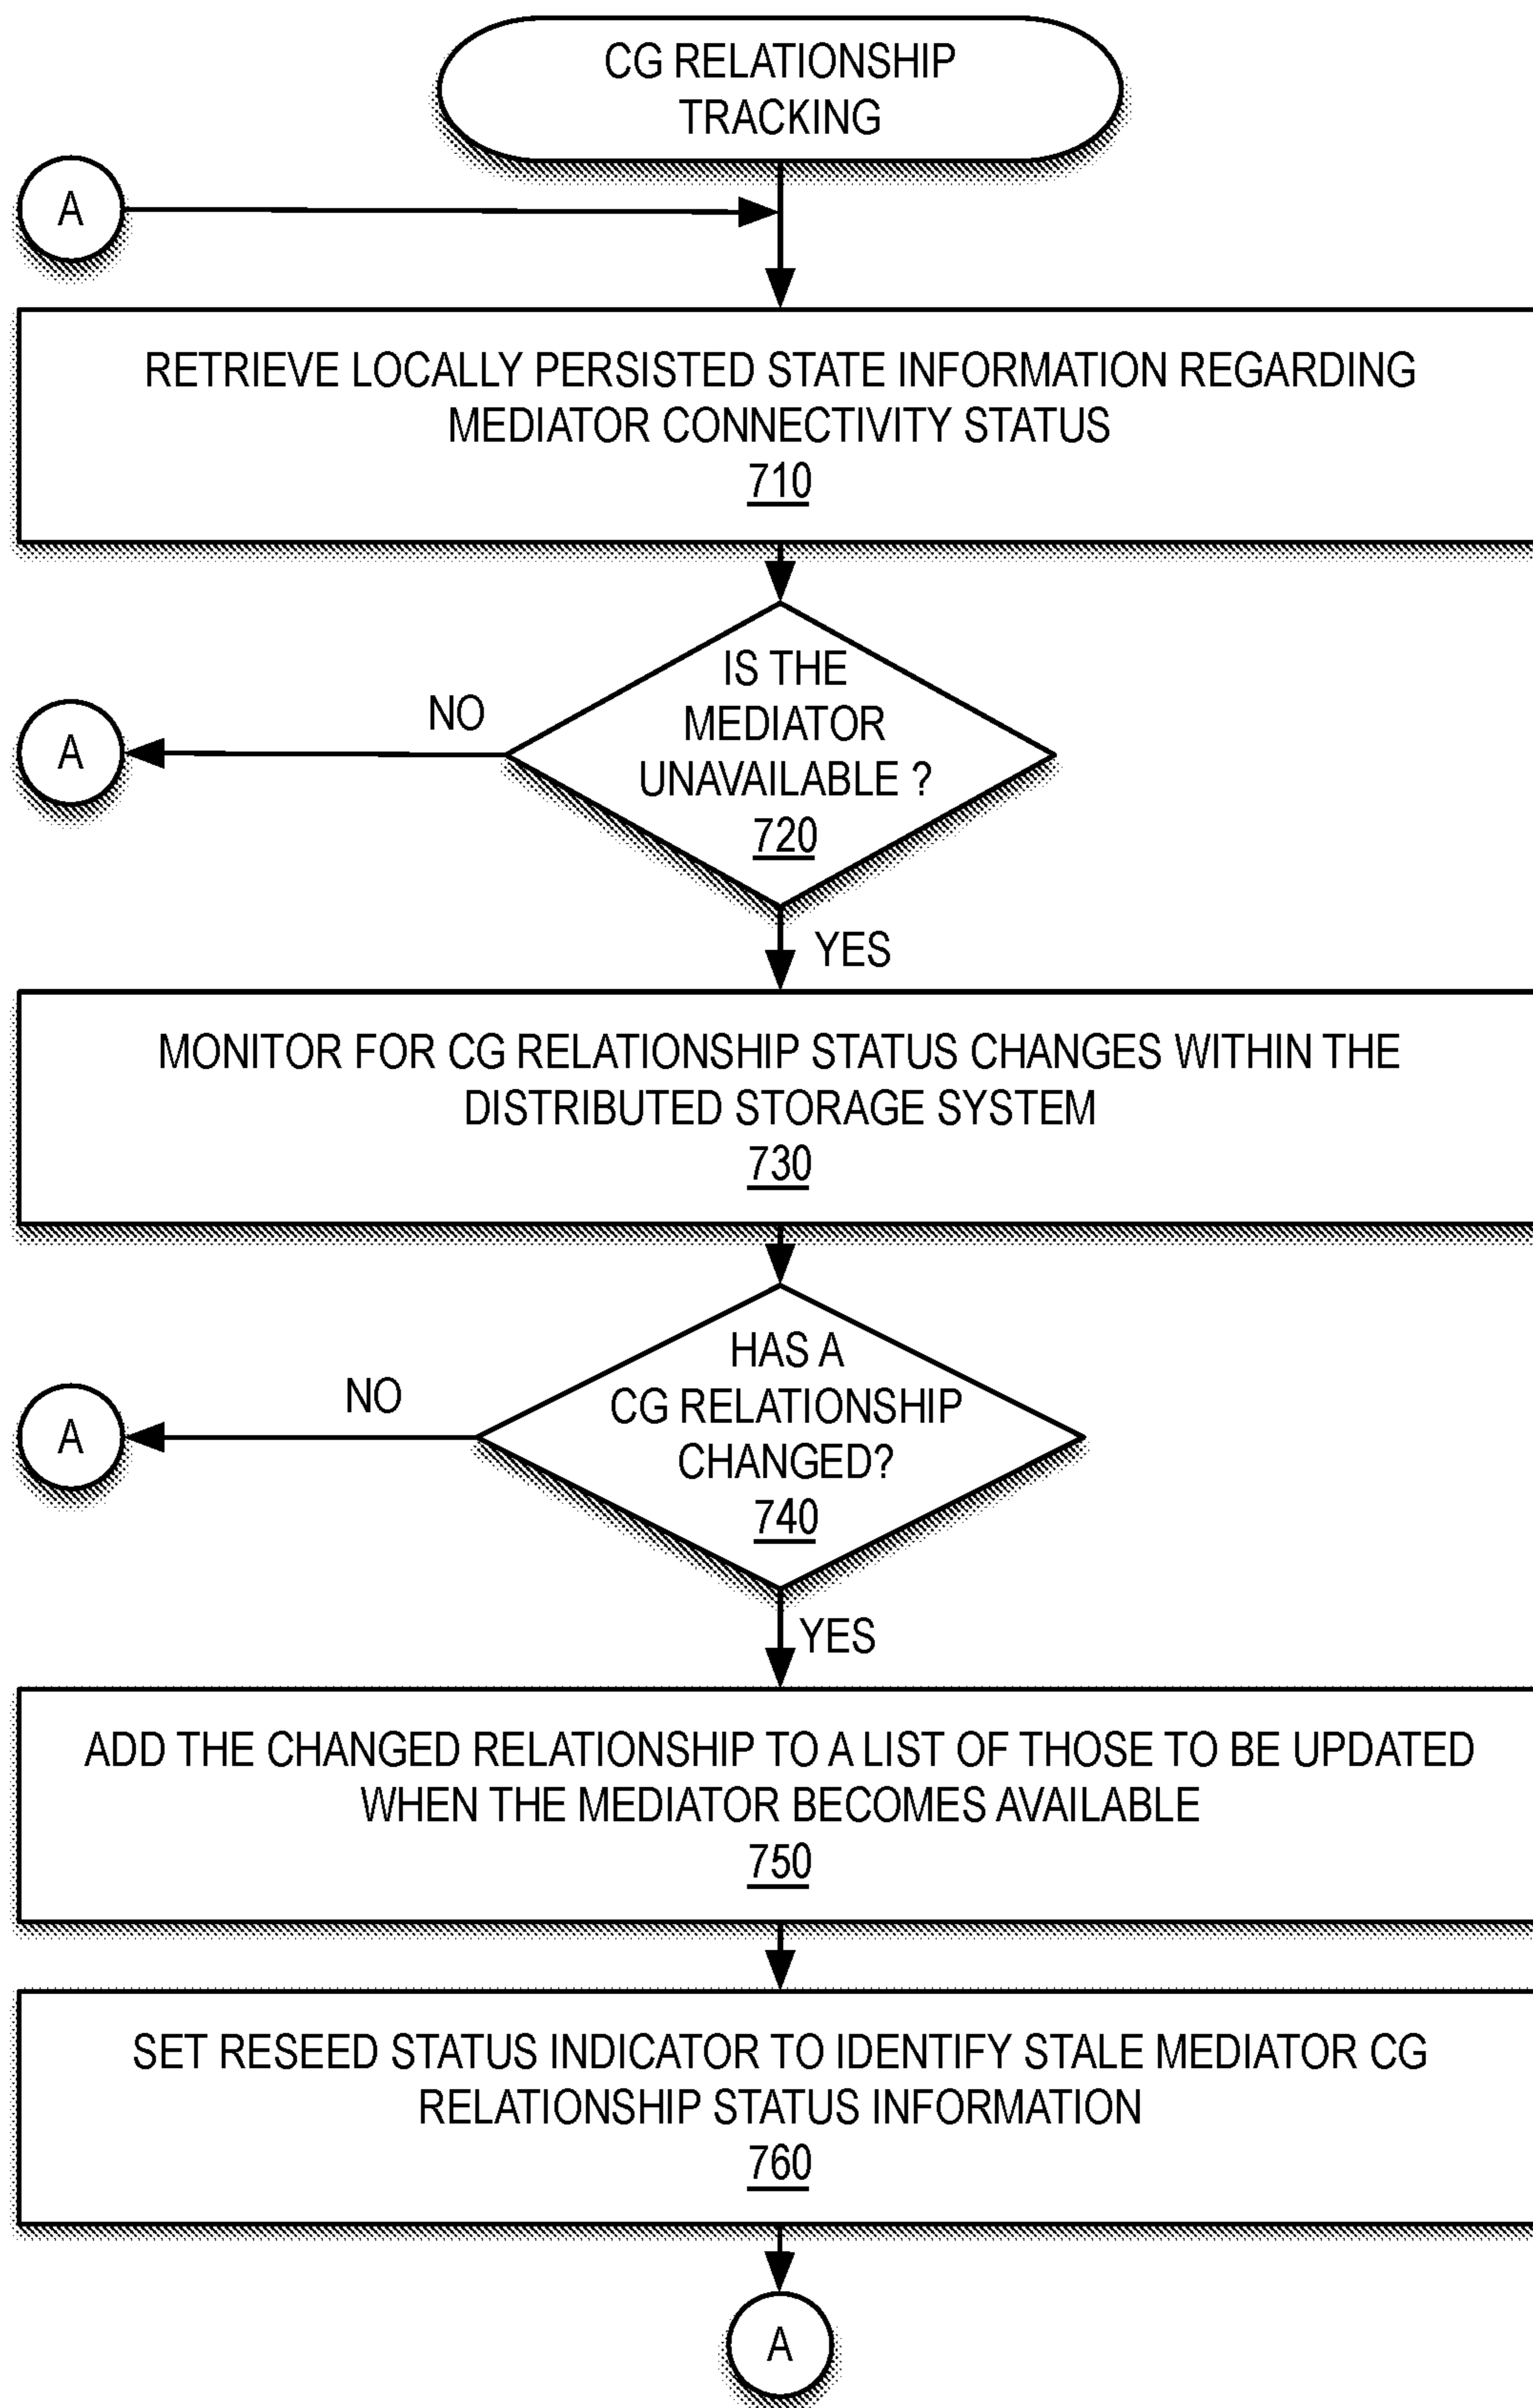 CG RELATIONSHIP
TRACKING
A
RETRIEVE LOCALLY PERSISTED STATE INFORMATION REGARDING
MEDIATOR CONNECTIVITY STATUS
710
IS THE
MEDIATOR
UNAVAILABLE ?
720
NO
A
YES
MONITOR FOR CG RELATIONSHIP STATUS CHANGES WITHIN THE
DISTRIBUTED STORAGE SYSTEM
730
HAS A
CG RELATIONSHIP
CHANGED?
740
NO
A
YES
ADD THE CHANGED RELATIONSHIP TO A LIST OF THOSE TO BE UPDATED
WHEN THE MEDIATOR BECOMES AVAILABLE
750
SET RESEED STATUS INDICATOR TO IDENTIFY STALE MEDIATOR CG
RELATIONSHIP STATUS INFORMATION
760
A